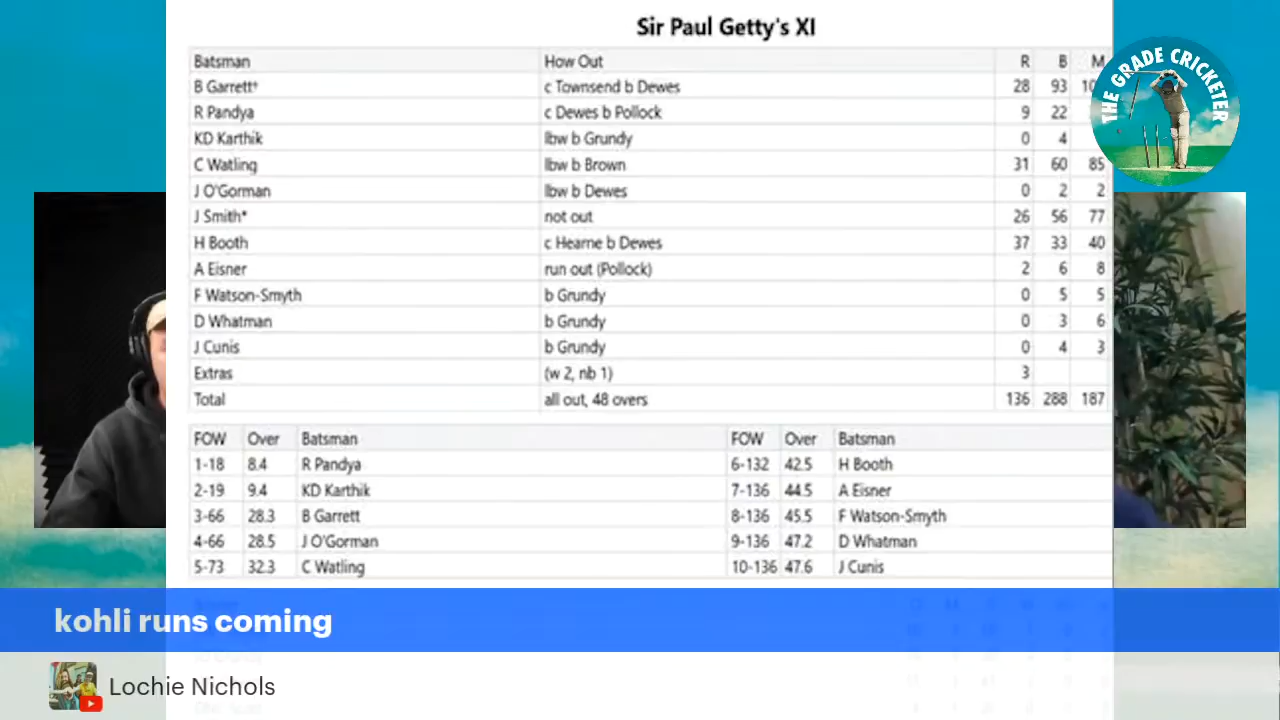 Sir Paul Getty's XI
Batsman How Out R B M
B Garrett† c Townsend b Dewes 28 93
R Pandya c Dewes b Pollock 9 22
KD Karthik lbw b Grundy 0 4
C Watling lbw b Brown 31 60 85
J O'Gorman lbw b Dewes 0 2 2
J Smith* not out 26 56 77
H Booth c Hearne b Dewes 37 33 40
A Eisner run out (Pollock) 2 6 8
F Watson-Smyth b Grundy 0 5 5
D Whatman b Grundy 0 3 6
J Cunis b Grundy 0 4 3
Extras (w 2, nb 1) 3
Total all out, 48 overs 136 288 187
THE GRADE CRICKETER
FOW Over Batsman FOW Over Batsman
1-18 8.4 R Pandya 6-132 42.5 H Booth
2-19 9.4 KD Karthik 7-136 44.5 A Eisner
3-66 28.3 B Garrett 8-136 45.5 F Watson-Smyth
4-66 28.5 J O'Gorman 9-136 47.2 D Whatman
5-73 32.3 C Watling 10-136 47.6 J Cunis
kohli runs coming
Lochie Nichols